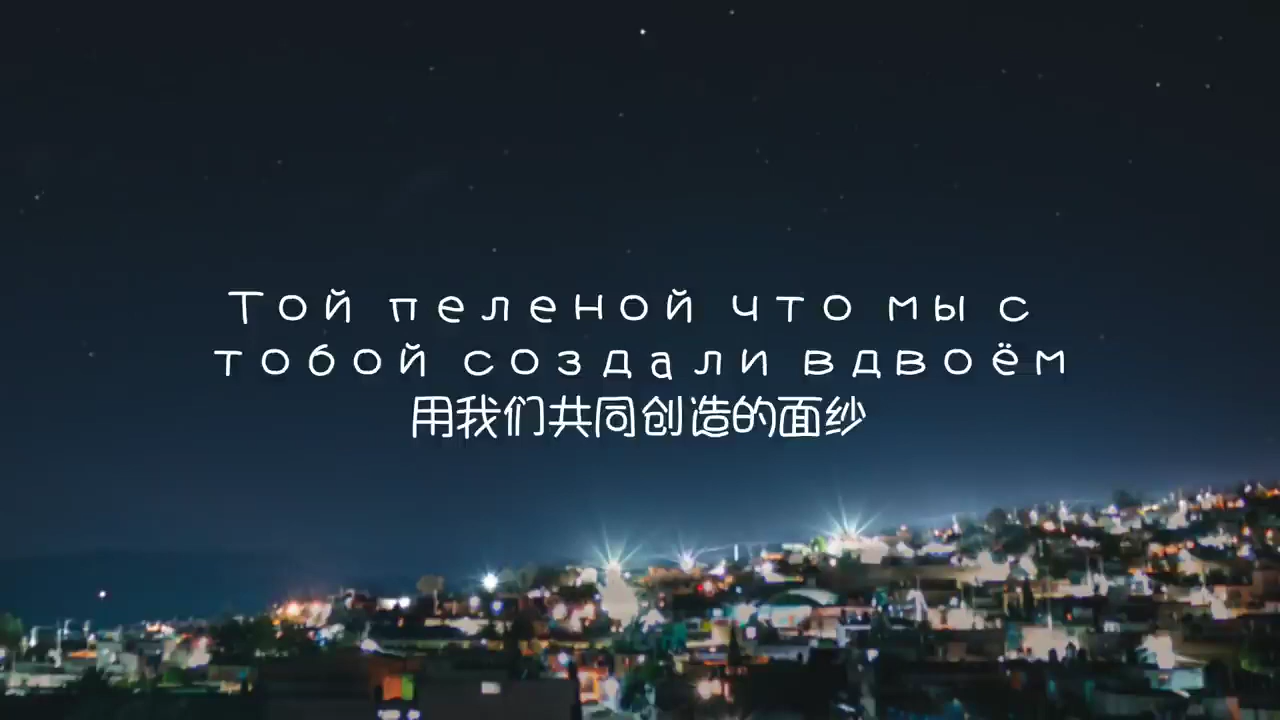 Той пеленой что мы с
тобой создали вдвоём
用我们共同创造的面纱